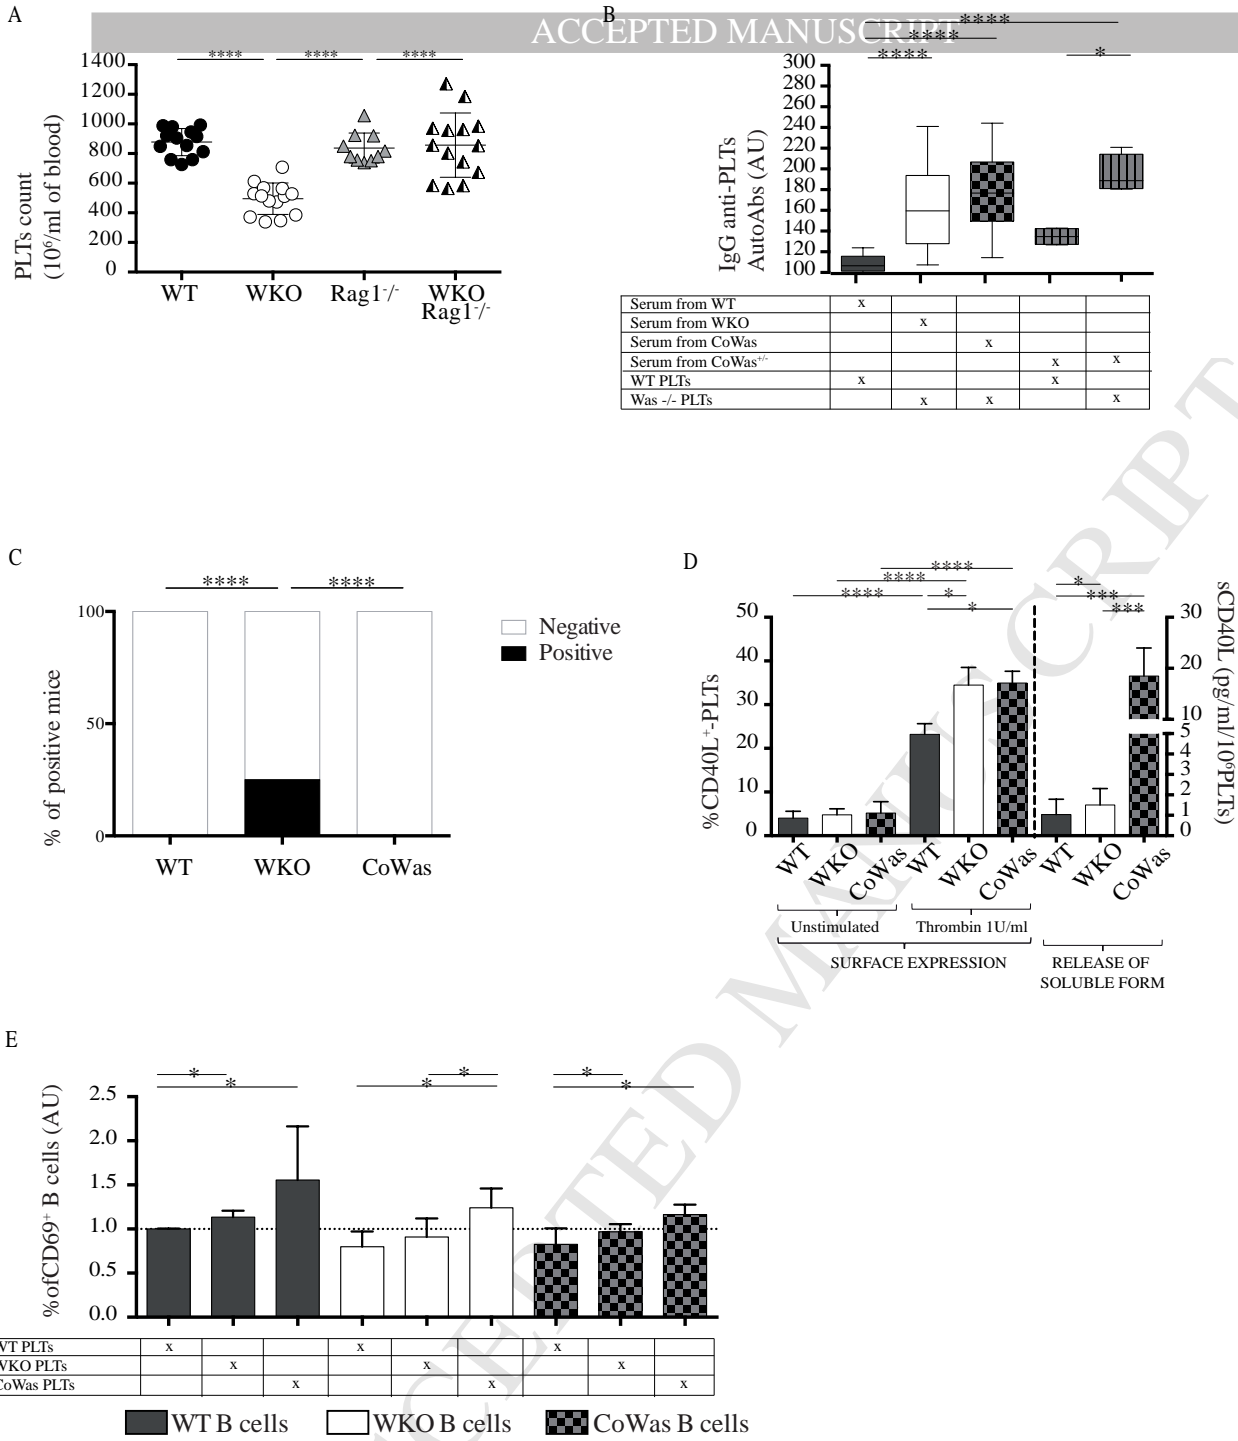 ACCEPTED MANUSCRIPT
A
**** **** ****
PLTs count
(10⁶/ml of blood)
1400
1200
1000
800
600
400
200
0
WT WKO Rag1-/- WKO Rag1-/-
B
****
****
**** *
IgG anti-PLTs
AutoAbs (AU)
300
280
260
240
220
200
180
160
140
120
100
Serum from WT x
Serum from WKO x
Serum from CoWas x
Serum from CoWas+/- x x
WT PLTs x x
Was -/- PLTs x x x
C
**** ****
% of positive mice
100
50
0
WT WKO CoWas
Negative
Positive
D
****
**** *
**** * ***
* ***
%CD40L+-PLTs
50
40
30
20
10
0
sCD40L (pg/ml/10⁶PLTs)
30
20
10
5
4
3
2
1
0
WT WKO CoWas WT WKO CoWas WT WKO CoWas
Unstimulated Thrombin 1U/ml
SURFACE EXPRESSION RELEASE OF
SOLUBLE FORM
E
* * *
* * *
%ofCD69+ B cells (AU)
2.5
2.0
1.5
1.0
0.5
0.0
WT PLTs x x x
WKO PLTs x x x
CoWas PLTs x x x
WT B cells WKO B cells CoWas B cells
ACCEPTED MANUSCRIPT